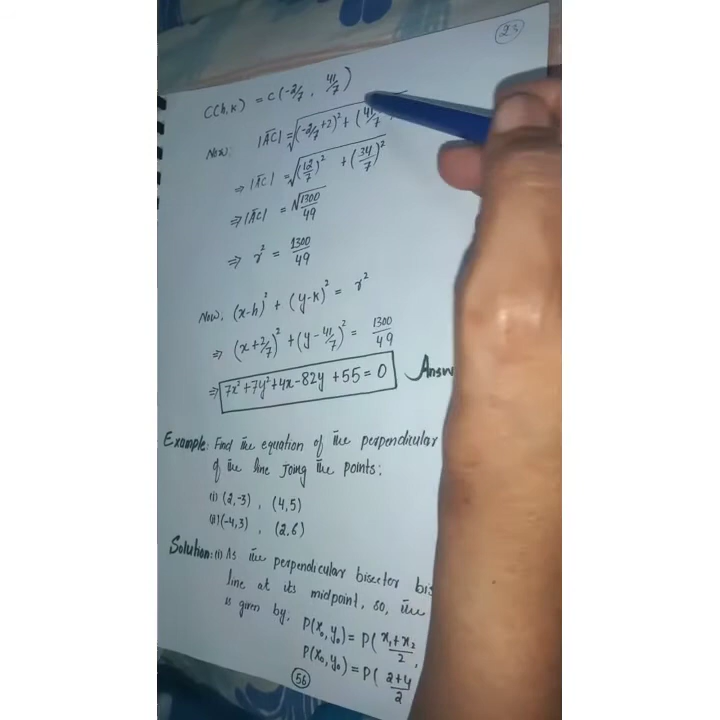 23
C(h,k) = C(-2/7, 41/7)
Now: |AC| = √(-2/7+2)² + (41/7
⇒ |AC| = √(12/7)² + (34/7)²
⇒ |AC| = √1300/49
⇒ r² = 1300/49
Now, (x-h)² + (y-k)² = r²
⇒ (x+2/7)² + (y-41/7)² = 1300/49
⇒ 7x²+7y²+4x-82y+55=0 Answ
Example: Find the equation of the perpendicular
of the line Joing the points:
(i) (2,-3), (4,5)
(ii) (-4,3), (2,6)
Solution: (i) As the perpendicular bisector bis
line at its midpoint, so, the
is given by; P(x₀,y₀) = P(x₁+x₂/2,
P(x₀,y₀) = P(2+4/2
56